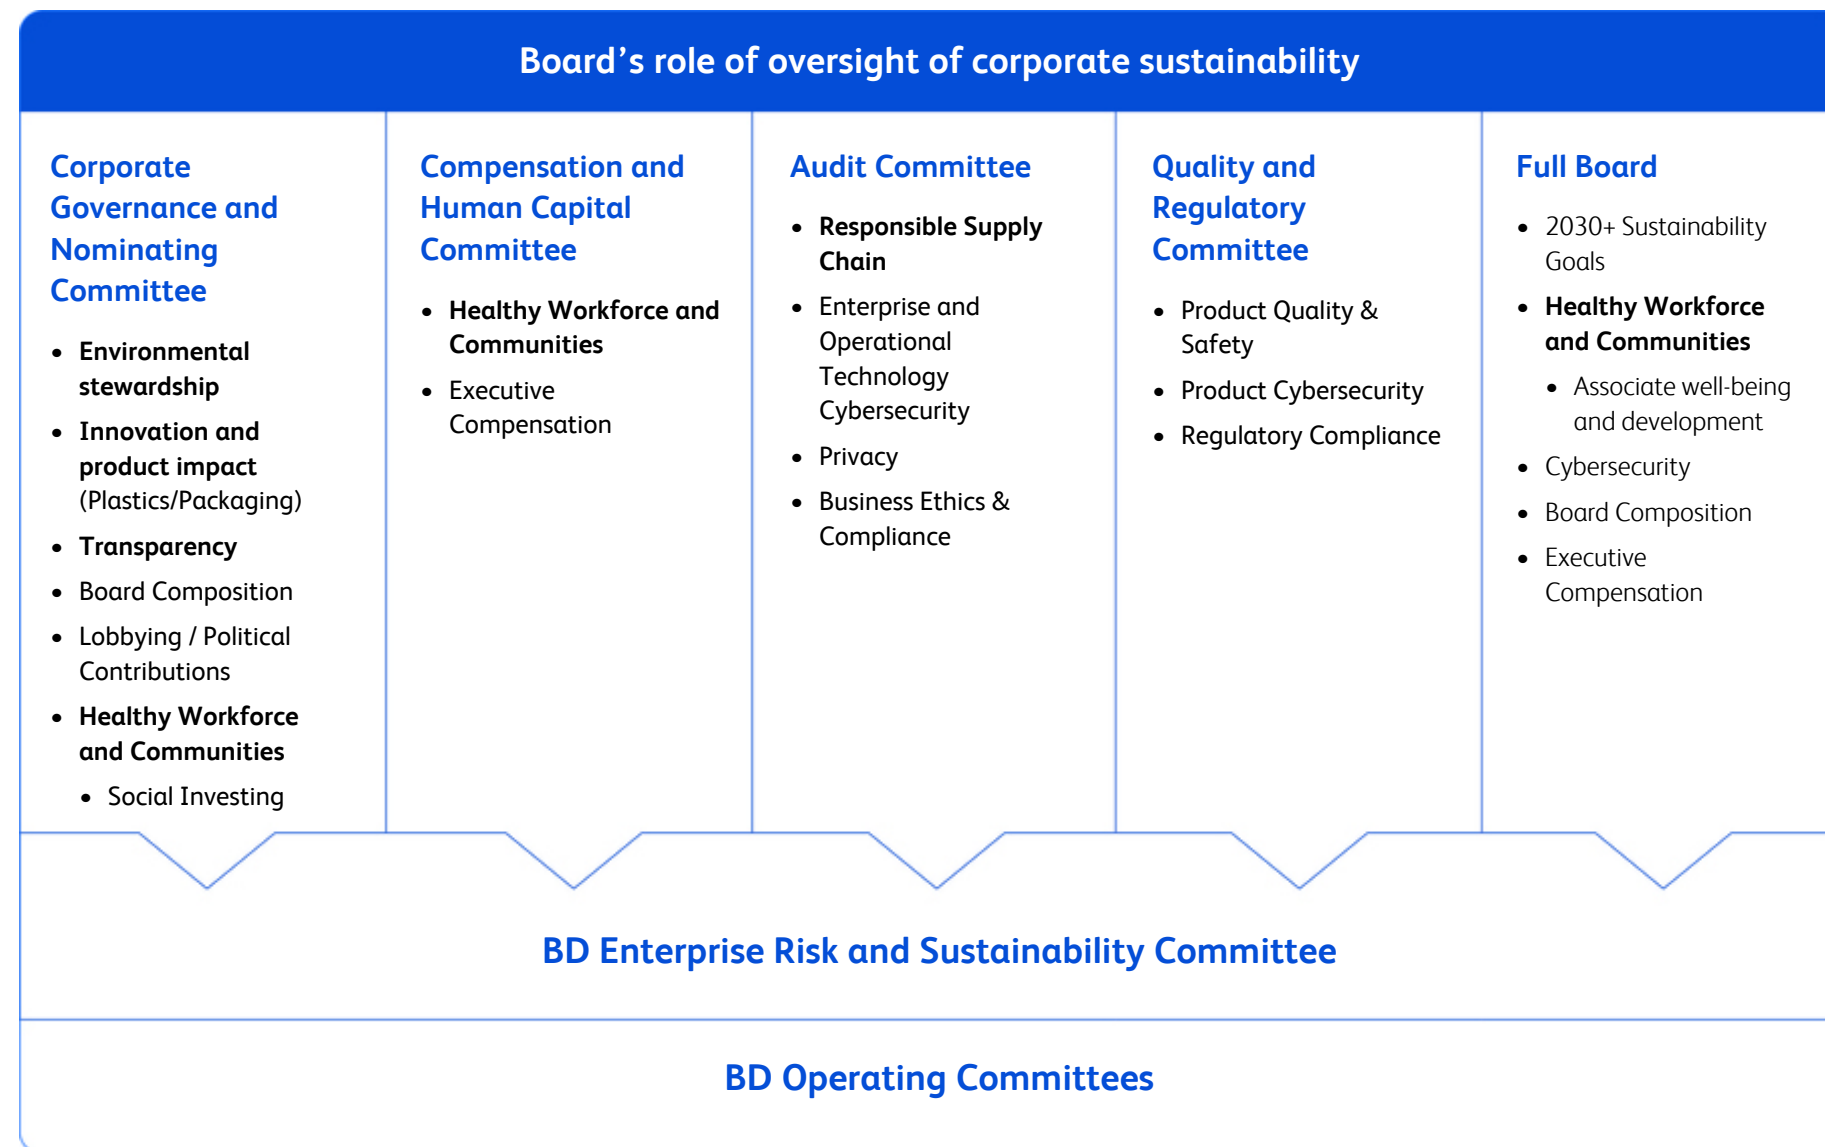 Board’s role of oversight of corporate sustainability
Corporate
Governance and
Nominating
Committee
• Environmental
stewardship
• Innovation and
product impact
(Plastics/Packaging)
• Transparency
• Board Composition
• Lobbying / Political
Contributions
• Healthy Workforce
and Communities
• Social Investing
Compensation and
Human Capital
Committee
• Healthy Workforce and
Communities
• Executive
Compensation
Audit Committee
• Responsible Supply
Chain
• Enterprise and
Operational
Technology
Cybersecurity
• Privacy
• Business Ethics &
Compliance
Quality and
Regulatory
Committee
• Product Quality &
Safety
• Product Cybersecurity
• Regulatory Compliance
Full Board
• 2030+ Sustainability
Goals
• Healthy Workforce
and Communities
• Associate well-being
and development
• Cybersecurity
• Board Composition
• Executive
Compensation
BD Enterprise Risk and Sustainability Committee
BD Operating Committees